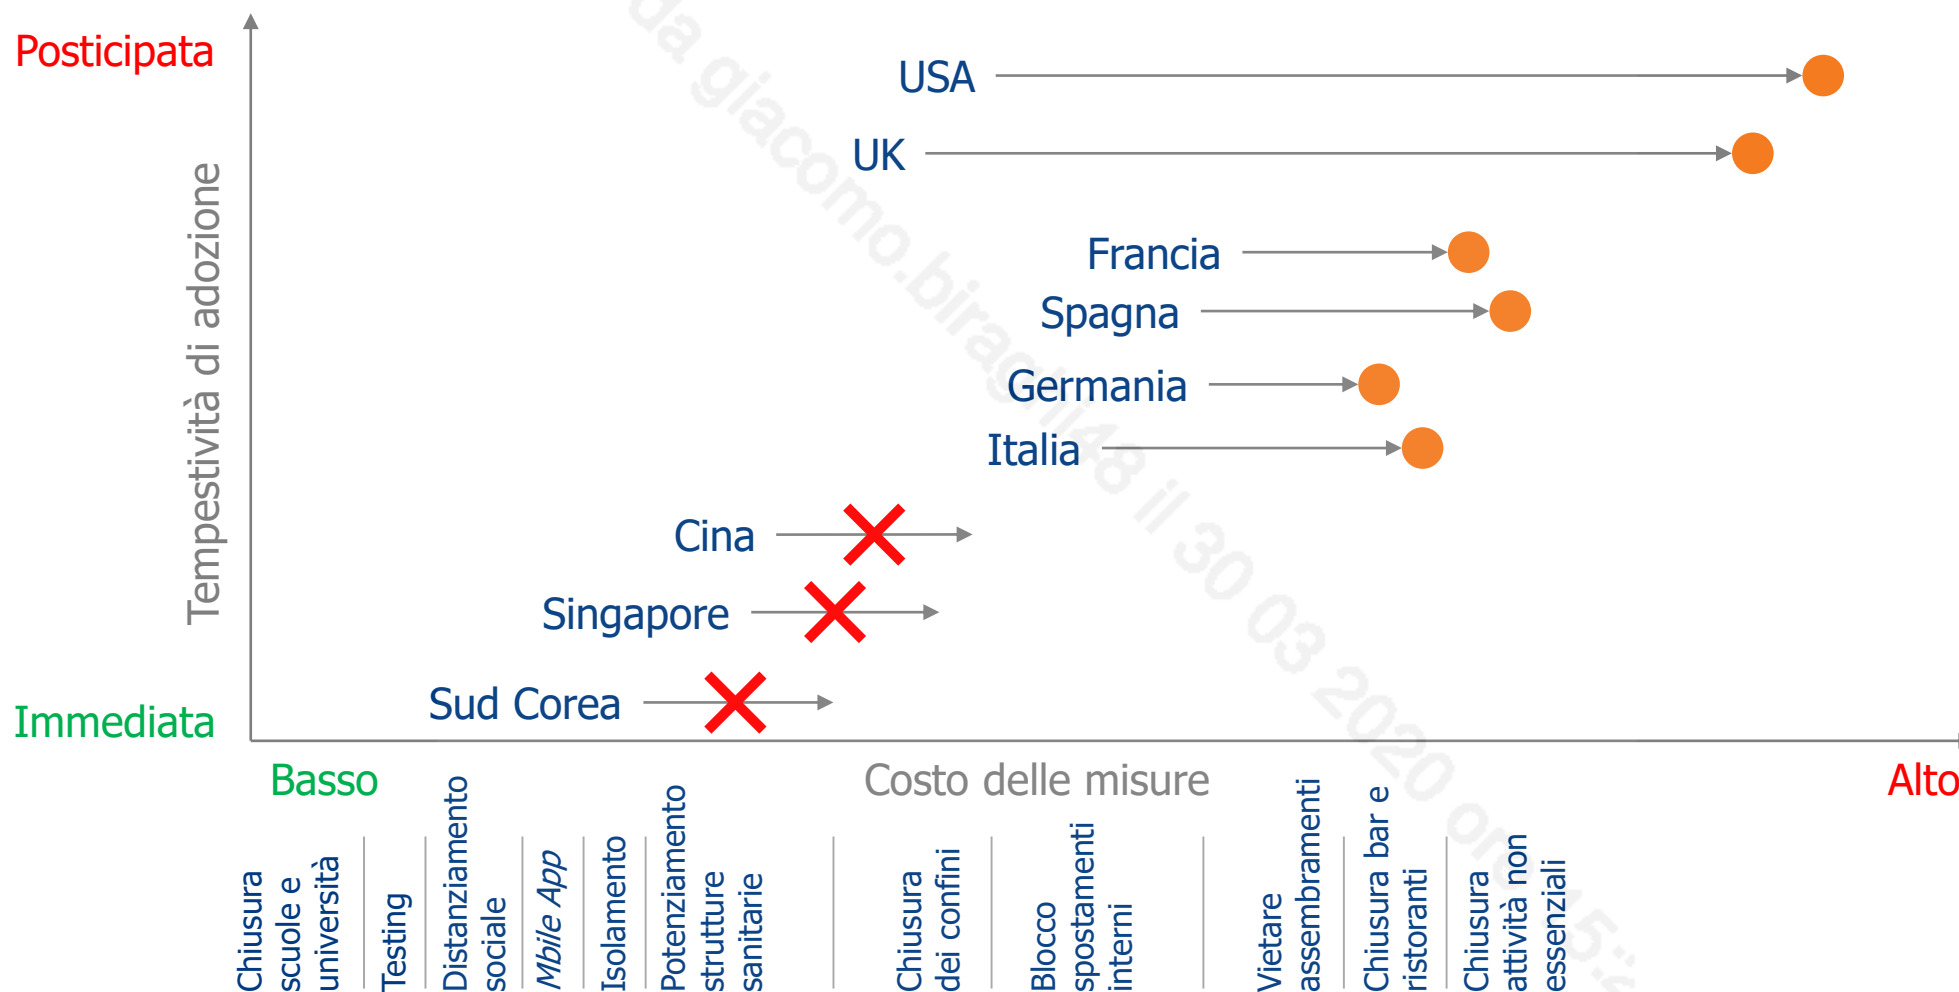 Posticipata
USA
UK
Francia
Spagna
Germania
Italia
Cina
Singapore
Sud Corea
Tempestività di adozione
Immediata
Basso
Costo delle misure
Alto
Chiusura
scuole e
università
Testing
Distanziamento
sociale
Mbile App
Isolamento
Potenziamento
strutture
sanitarie
Chiusura
dei confini
Blocco
spostamenti
interni
Vietare
assembramenti
Chiusura bar e
ristoranti
Chiusura
attività non
essenziali
da giacomo.biraghi48 il 30 03 2020 ore